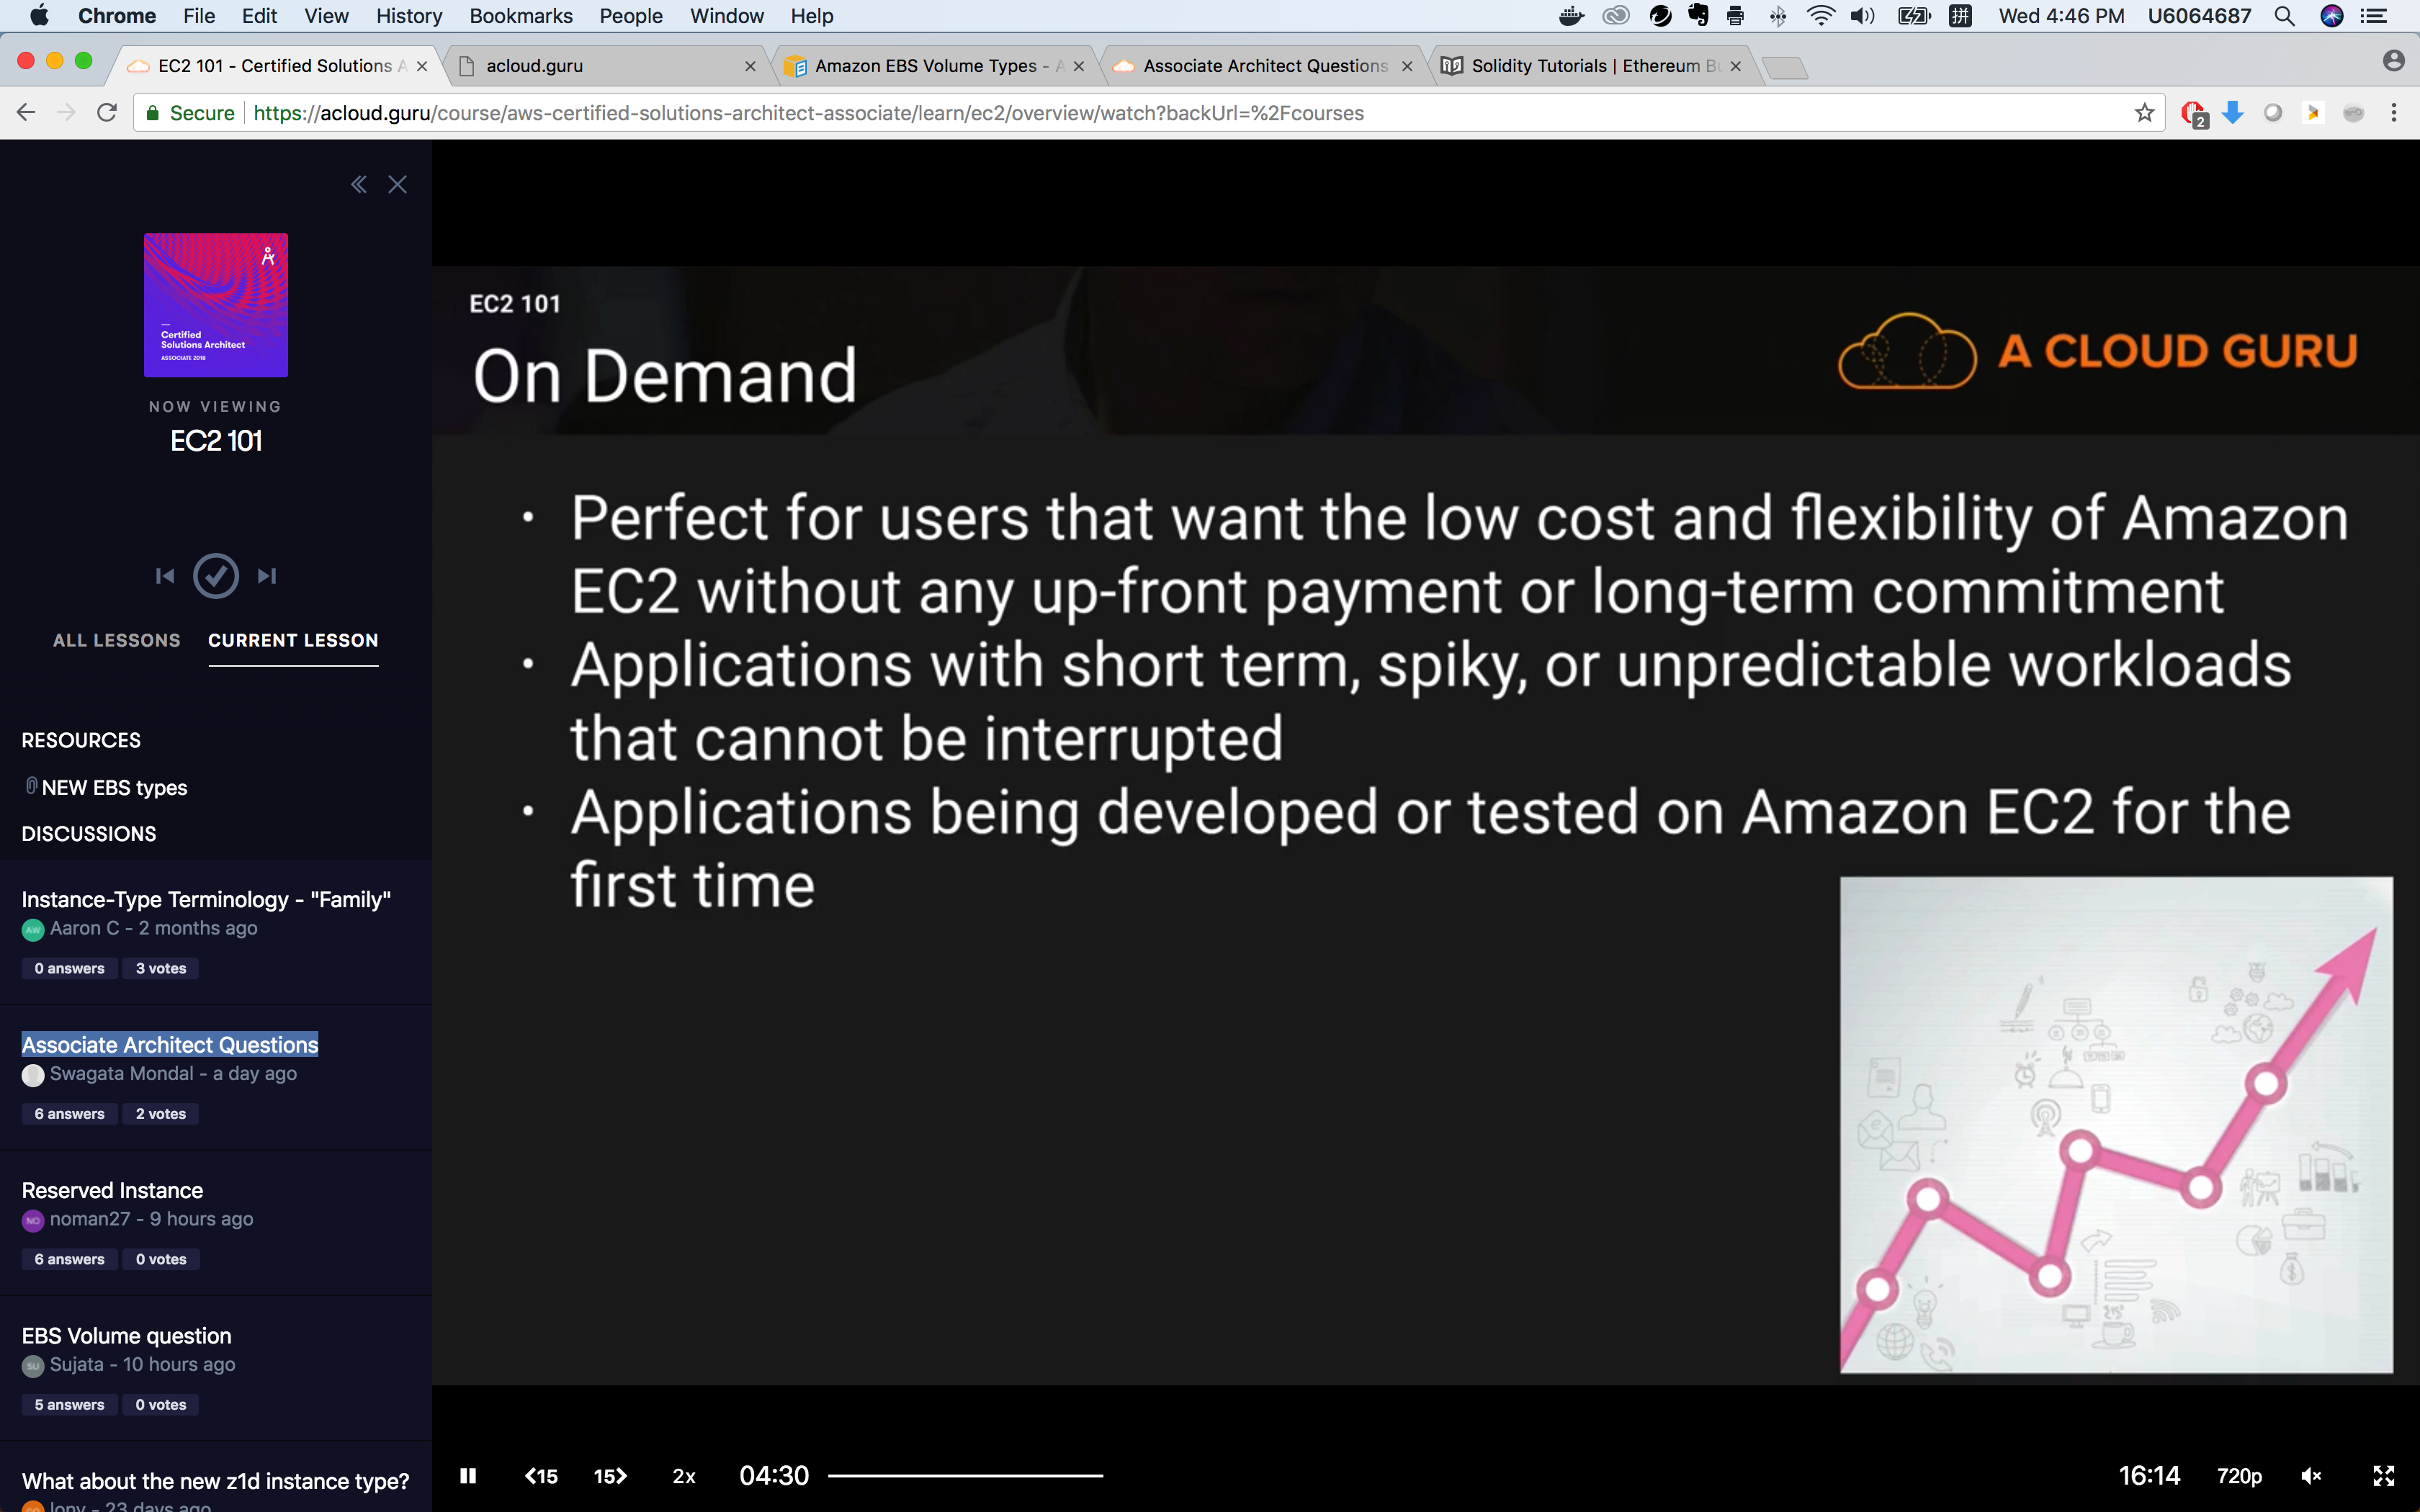 Chrome File Edit View History Bookmarks People Window Help
拼 Wed 4:46 PM U6064687
EC2 101 - Certified Solutions A
acloud.guru
Amazon EBS Volume Types - A
Associate Architect Questions
Solidity Tutorials | Ethereum B
Secure https://acloud.guru/course/aws-certified-solutions-architect-associate/learn/ec2/overview/watch?backUrl=%2Fcourses
2
Certified
Solutions Architect
ASSOCIATE 2018
NOW VIEWING
EC2 101
ALL LESSONS CURRENT LESSON
RESOURCES
NEW EBS types
DISCUSSIONS
Instance-Type Terminology - "Family"
AW Aaron C - 2 months ago
0 answers 3 votes
Associate Architect Questions
Swagata Mondal - a day ago
6 answers 2 votes
Reserved Instance
NO noman27 - 9 hours ago
6 answers 0 votes
EBS Volume question
SU Sujata - 10 hours ago
5 answers 0 votes
What about the new z1d instance type?
23 days ago
EC2 101
On Demand
A CLOUD GURU
• Perfect for users that want the low cost and flexibility of Amazon
EC2 without any up-front payment or long-term commitment
• Applications with short term, spiky, or unpredictable workloads
that cannot be interrupted
• Applications being developed or tested on Amazon EC2 for the
first time
<15 15> 2x 04:30 16:14 720p